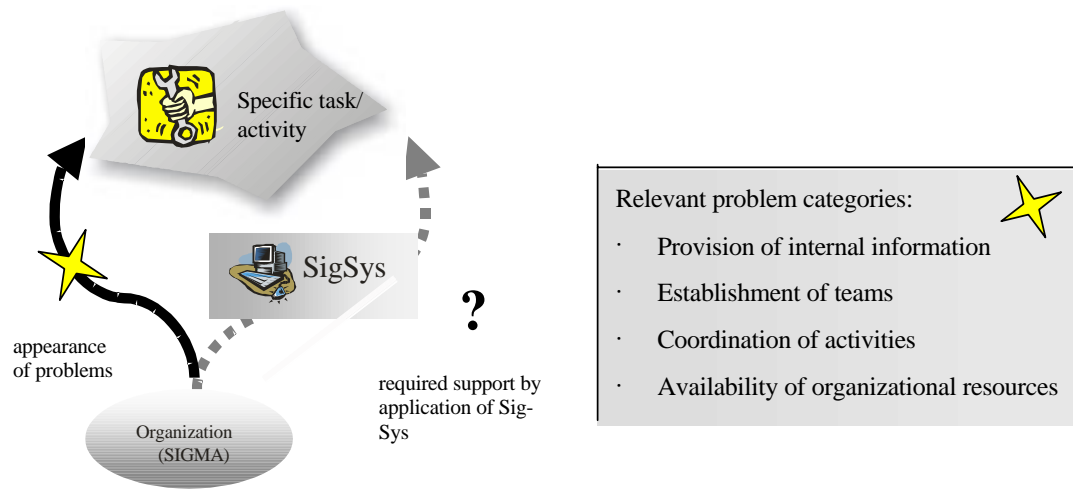 Specific task/
activity
SigSys
?
appearance
of problems
required support by
application of Sig-
Sys
Organization
(SIGMA)
Relevant problem categories:
· Provision of internal information
· Establishment of teams
· Coordination of activities
· Availability of organizational resources